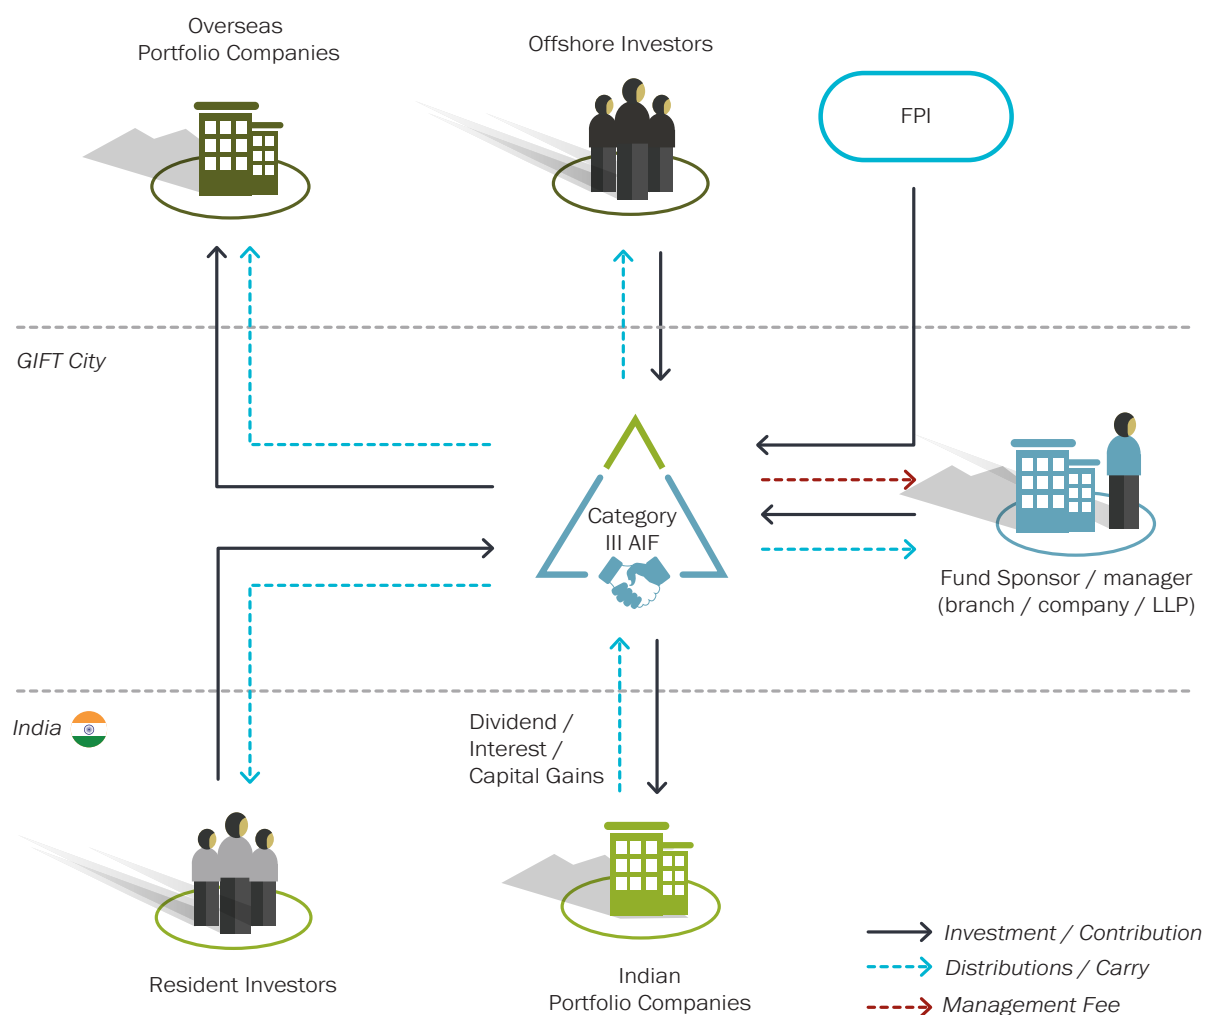 Overseas
Portfolio Companies
Offshore Investors
FPI
GIFT City
Category
III AIF
Fund Sponsor / manager
(branch / company / LLP)
India
Dividend /
Interest /
Capital Gains
Resident Investors
Indian
Portfolio Companies
Investment / Contribution
Distributions / Carry
Management Fee